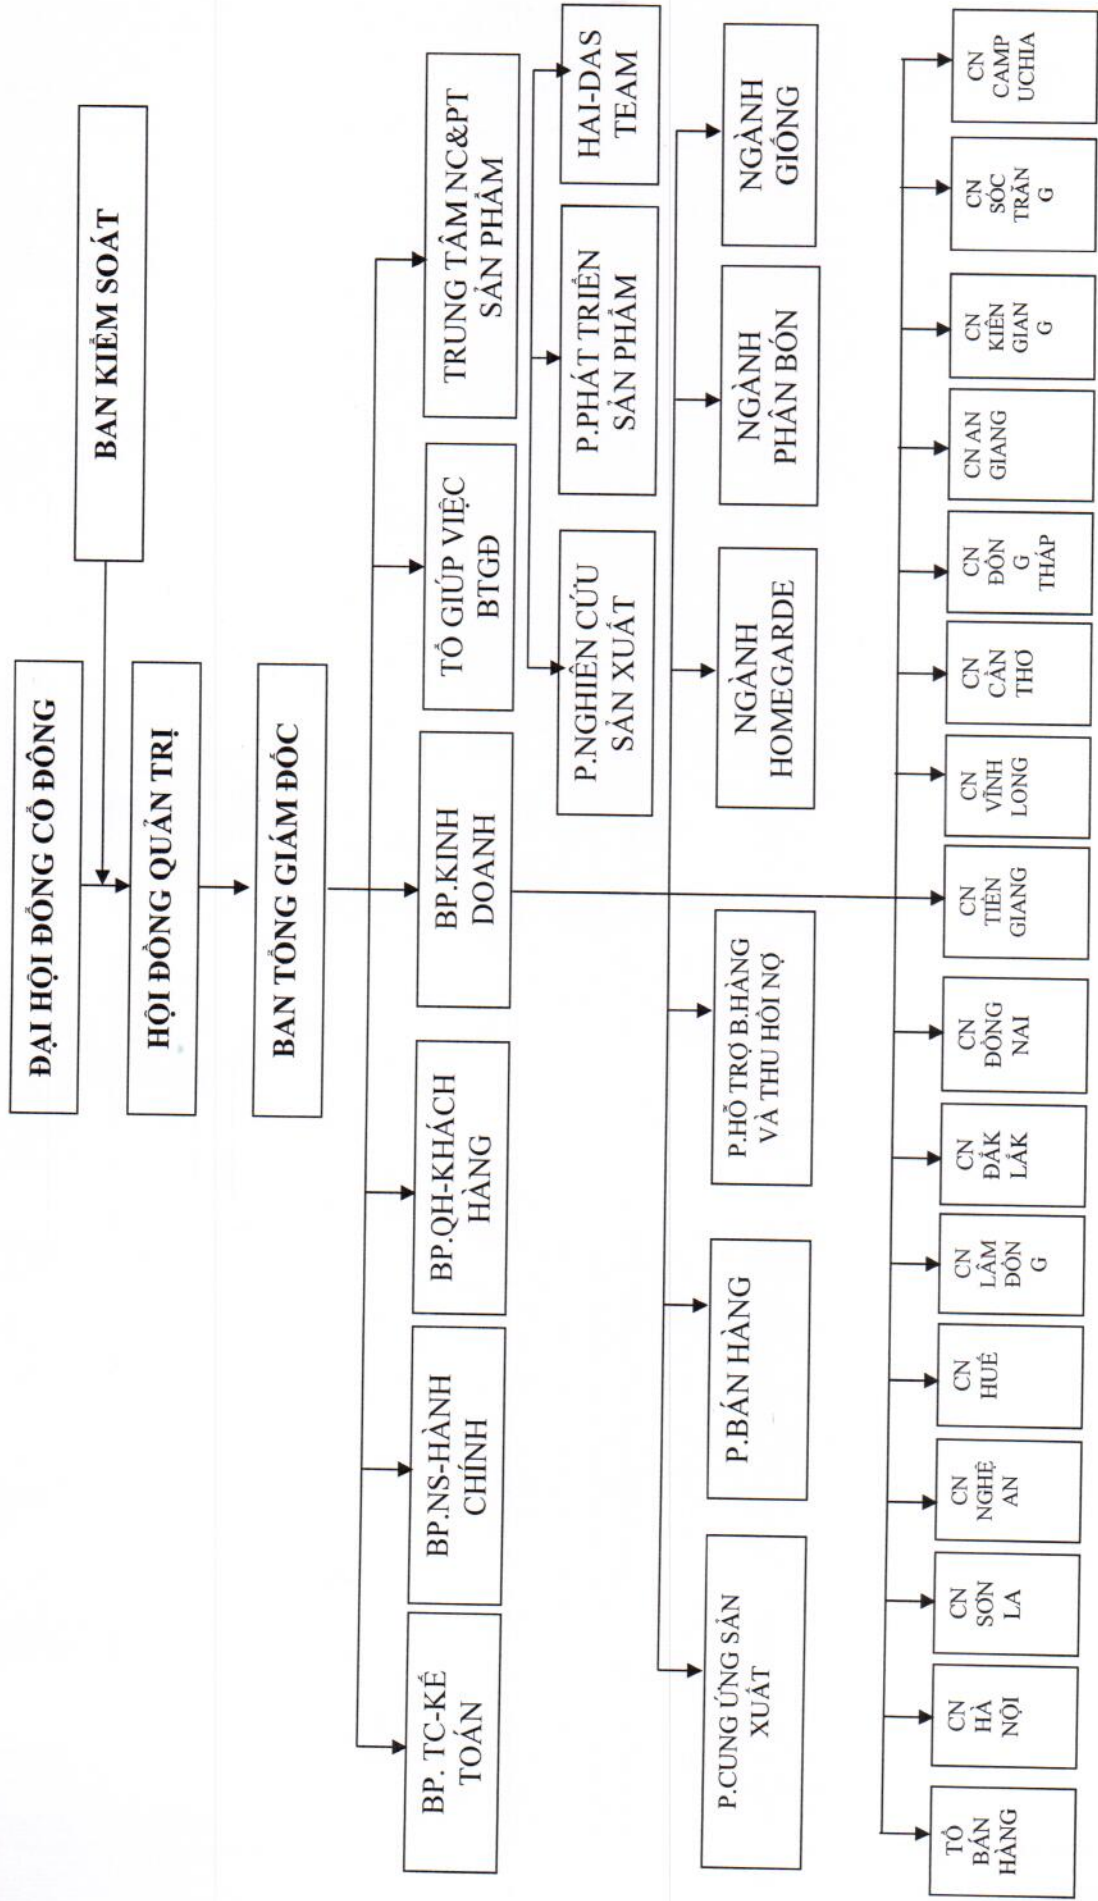 ĐẠI HỘI ĐỒNG CỔ ĐÔNG
BAN KIỂM SOÁT
HỘI ĐỒNG QUẢN TRỊ
BAN TỔNG GIÁM ĐỐC
BP. TC-KẾ
TOÁN
BP.NS-HÀNH
CHÍNH
BP.QH-KHÁCH
HÀNG
BP.KINH
DOANH
TỔ GIÚP VIỆC
BTGĐ
TRUNG TÂM NC&PT
SẢN PHẨM
P.NGHIÊN CỨU
SẢN XUẤT
P.PHÁT TRIỂN
SẢN PHẨM
HAI-DAS
TEAM
P.CUNG ỨNG SẢN
XUẤT
P.BÁN HÀNG
P.HỖ TRỢ B.HÀNG
VÀ THU HỒI NỢ
NGÀNH
HOMEGARDE
NGÀNH
PHÂN BÓN
NGÀNH
GIỐNG
TỔ
BÁN
HÀNG
CN
HÀ
NỘI
CN
SƠN
LA
CN
NGHỆ
AN
CN
HUẾ
CN
LÂM
ĐỒN
G
CN
ĐẮK
LẮK
CN
ĐỒNG
NAI
CN
TIỀN
GIANG
CN
VĨNH
LONG
CN
CẦN
THƠ
CN
ĐỒN
G
THÁP
CN AN
GIANG
CN
KIÊN
GIAN
G
CN
SÓC
TRĂN
G
CN
CAMP
UCHIA